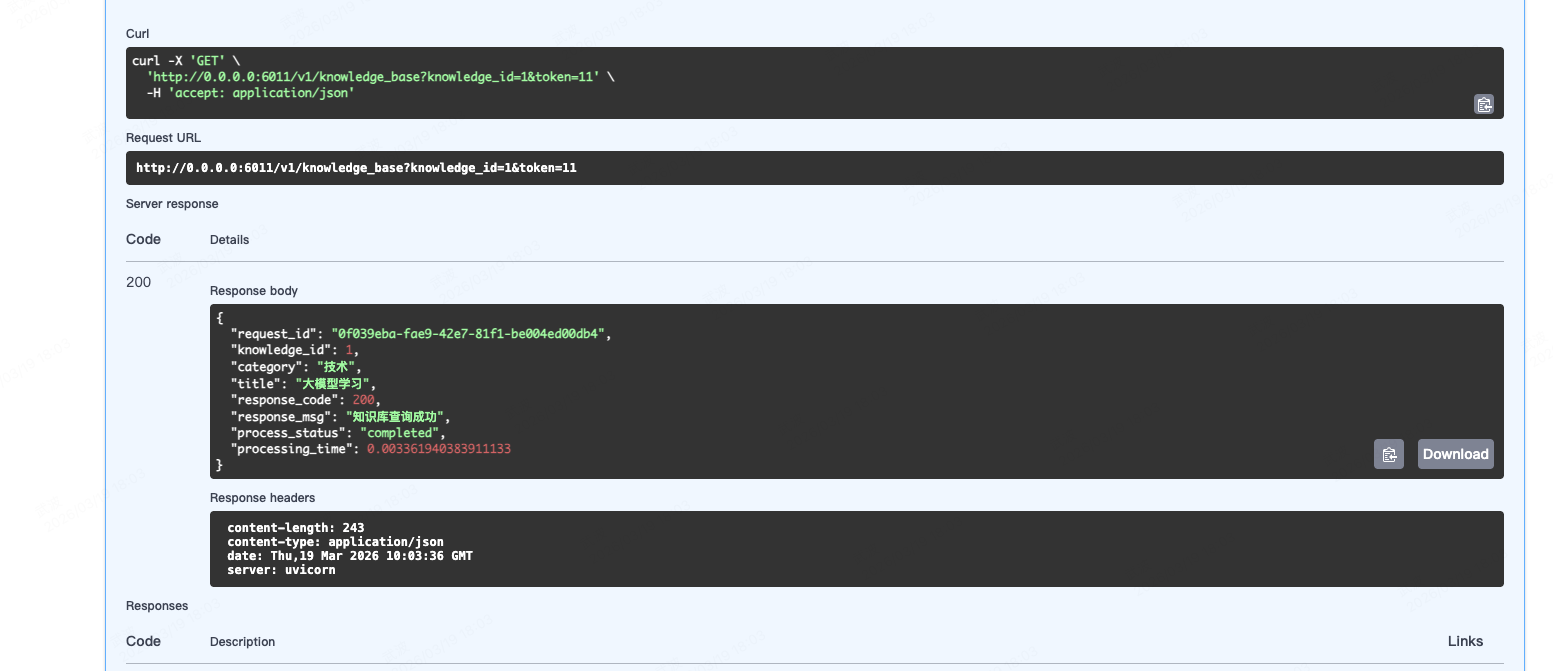 Curl
curl -X 'GET' \
'http://0.0.0.0:6011/v1/knowledge_base?knowledge_id=1&token=11' \
-H 'accept: application/json'
Request URL
http://0.0.0.0:6011/v1/knowledge_base?knowledge_id=1&token=11
Server response
Code Details
200
Response body
{
"request_id": "0f039eba-fae9-42e7-81f1-be004ed00db4",
"knowledge_id": 1,
"category": "技术",
"title": "大模型学习",
"response_code": 200,
"response_msg": "知识库查询成功",
"process_status": "completed",
"processing_time": 0.003361940383911133
}
Download
Response headers
content-length: 243
content-type: application/json
date: Thu,19 Mar 2026 10:03:36 GMT
server: uvicorn
Responses
Code Description Links